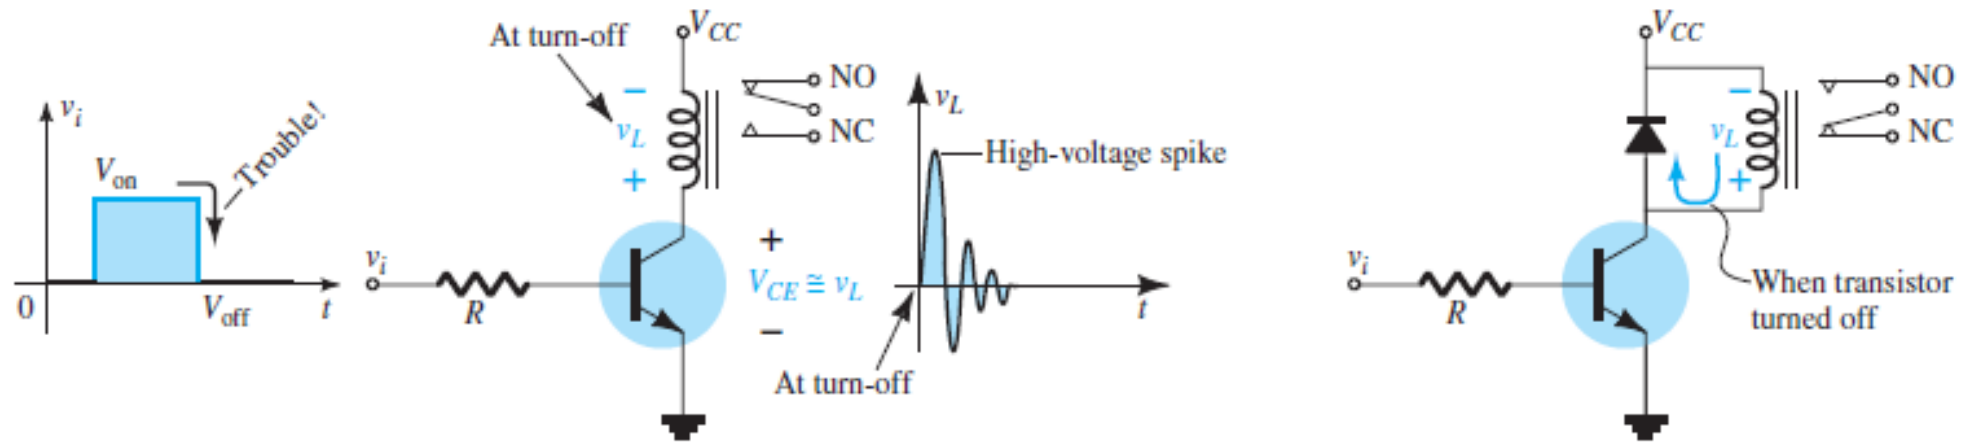 v_i
V_on
Trouble!
0
V_off
t
At turn-off
V_CC
−
v_L
+
NO
NC
v_i
R
+
V_CE ≅ v_L
−
v_L
High-voltage spike
t
At turn-off
V_CC
−
v_L
+
NO
NC
v_i
R
When transistor
turned off